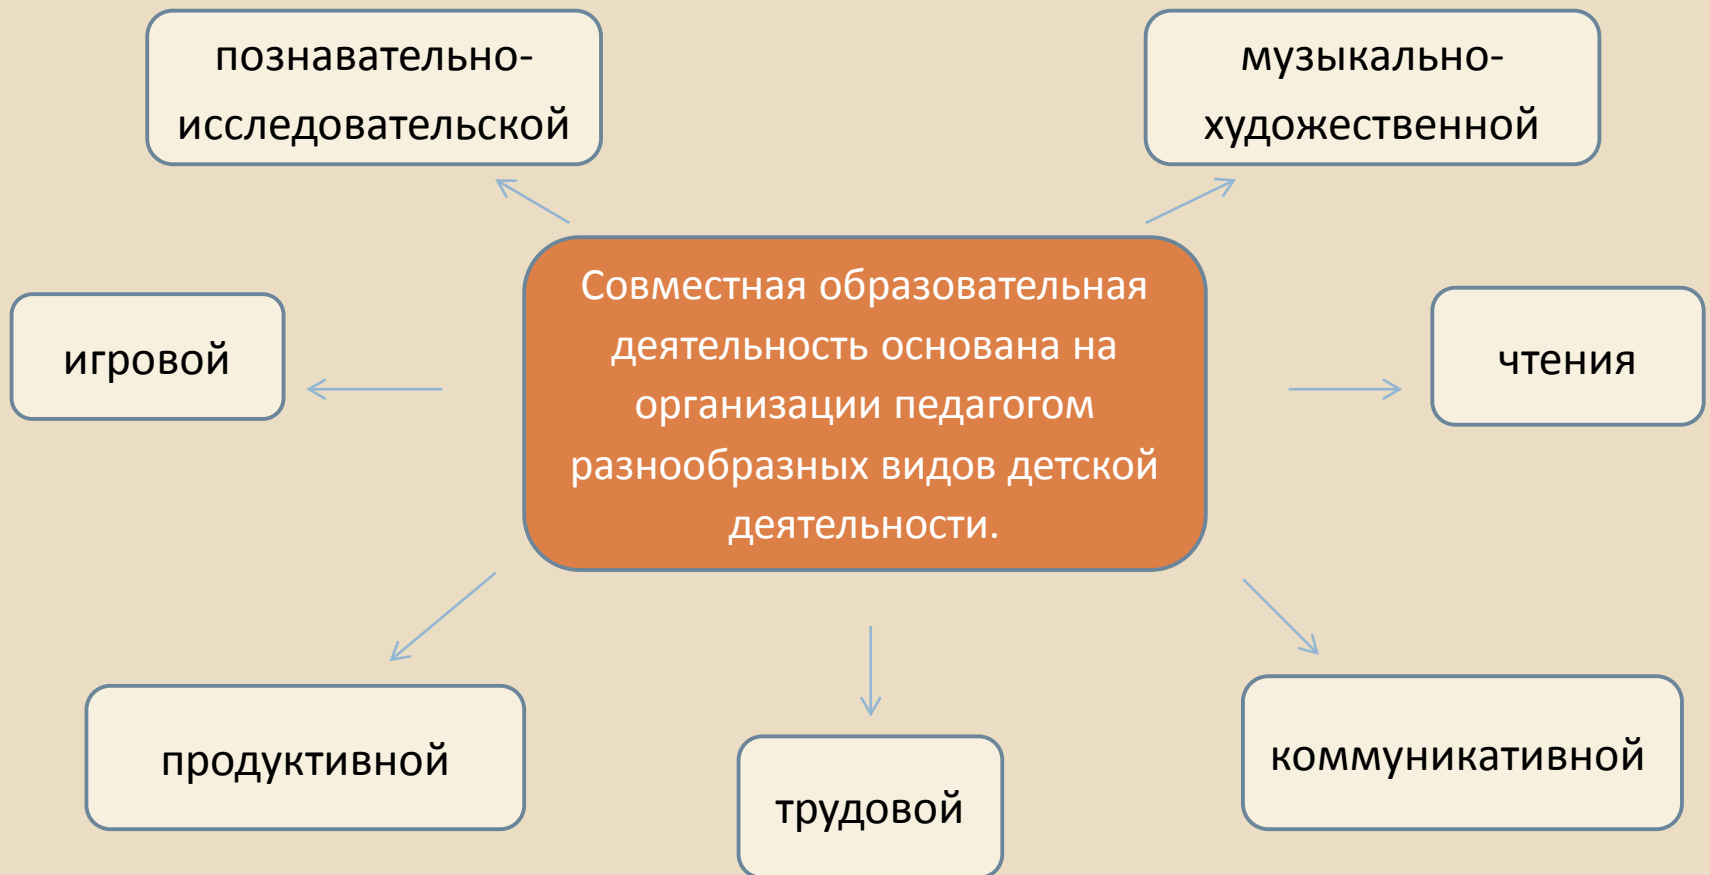 познавательно-
исследовательской
музыкально-
художественной
Совместная образовательная
деятельность основана на
организации педагогом
разнообразных видов детской
деятельности.
игровой
чтения
продуктивной
трудовой
коммуникативной